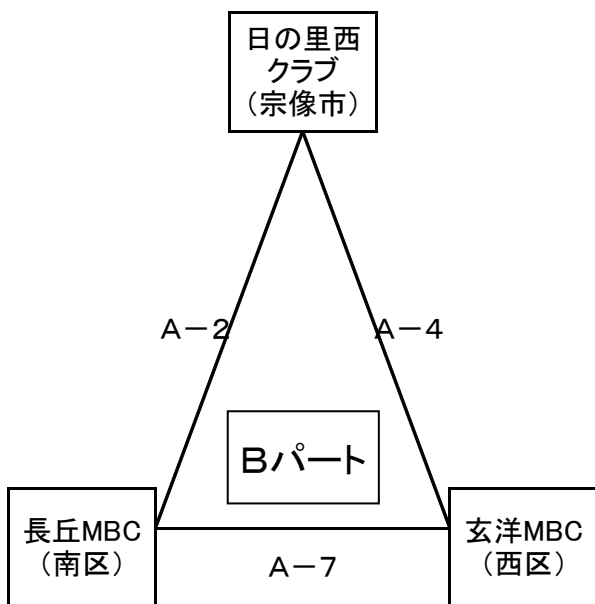 日の里西
クラブ
（宗像市）
A－2
A－4
Bパート
長丘MBC
（南区）
A－7
玄洋MBC
（西区）